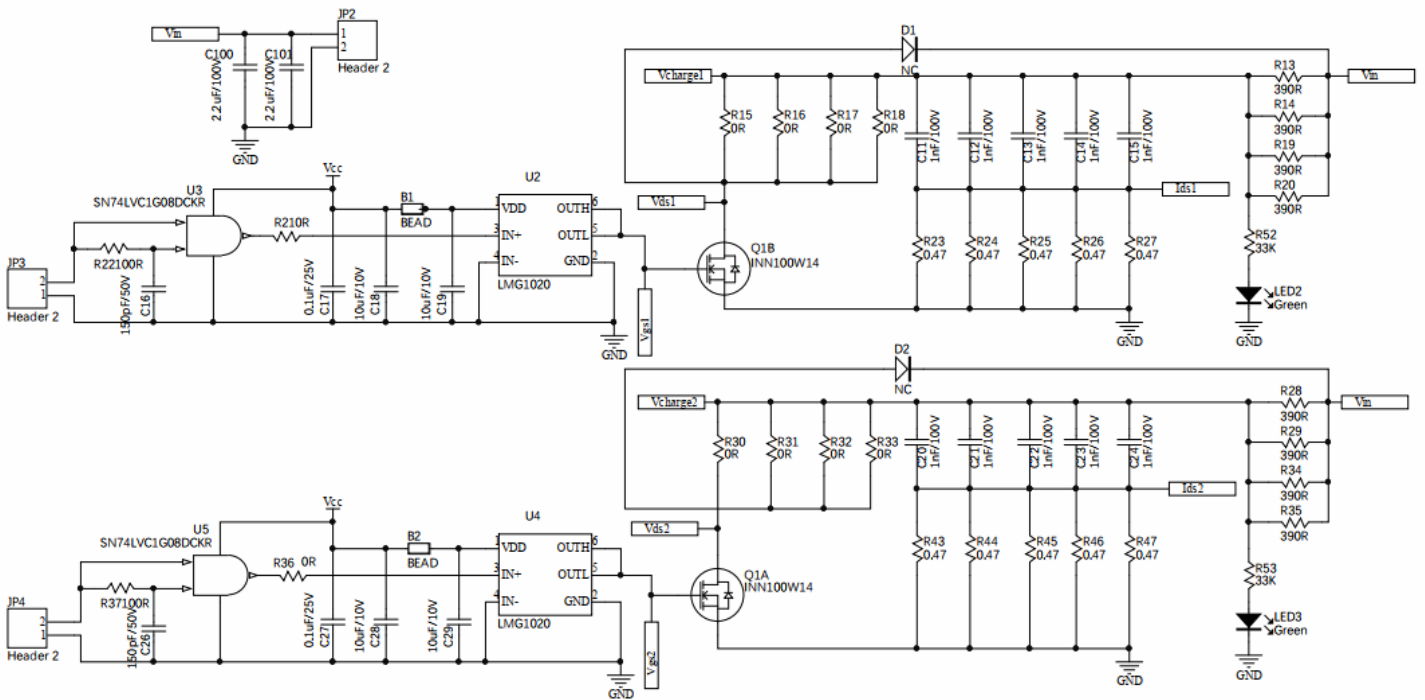 JP2
Vin
1
2
Header 2
C100
2.2uF/100V
C101
2.2uF/100V
GND
D1
NC
Vcharge1
Vin
R13
390R
R14
390R
R19
390R
R20
390R
R15
0R
R16
0R
R17
0R
R18
0R
C11
1nF/100V
C12
1nF/100V
C13
1nF/100V
C14
1nF/100V
C15
1nF/100V
Ids1
Vds1
R23
0.47
R24
0.47
R25
0.47
R26
0.47
R27
0.47
R52
33K
LED2
Green
GND
GND
Q1B
INN100W14
U3
SN74LVC1G08DCKR
Vcc
B1
BEAD
U2
1 VDD OUTH 6
3 IN+ OUTL 5
4 IN- GND 2
LMG1020
R210R
R22100R
JP3
2
1
Header 2
C16
150pF/50V
C17
0.1uF/25V
C18
10uF/10V
C19
10uF/10V
GND
Vgs1
D2
NC
Vcharge2
Vin
R28
390R
R29
390R
R34
390R
R35
390R
R30
0R
R31
0R
R32
0R
R33
0R
C20
1nF/100V
C21
1nF/100V
C22
1nF/100V
C23
1nF/100V
C24
1nF/100V
Ids2
Vds2
R43
0.47
R44
0.47
R45
0.47
R46
0.47
R47
0.47
R53
33K
LED3
Green
GND
GND
Q1A
INN100W14
U5
SN74LVC1G08DCKR
Vcc
B2
BEAD
U4
1 VDD OUTH 6
3 IN+ OUTL 5
4 IN- GND 2
LMG1020
R36 0R
R37100R
JP4
2
1
Header 2
C26
150pF/50V
C27
0.1uF/25V
C28
10uF/10V
C29
10uF/10V
GND
Vgs2